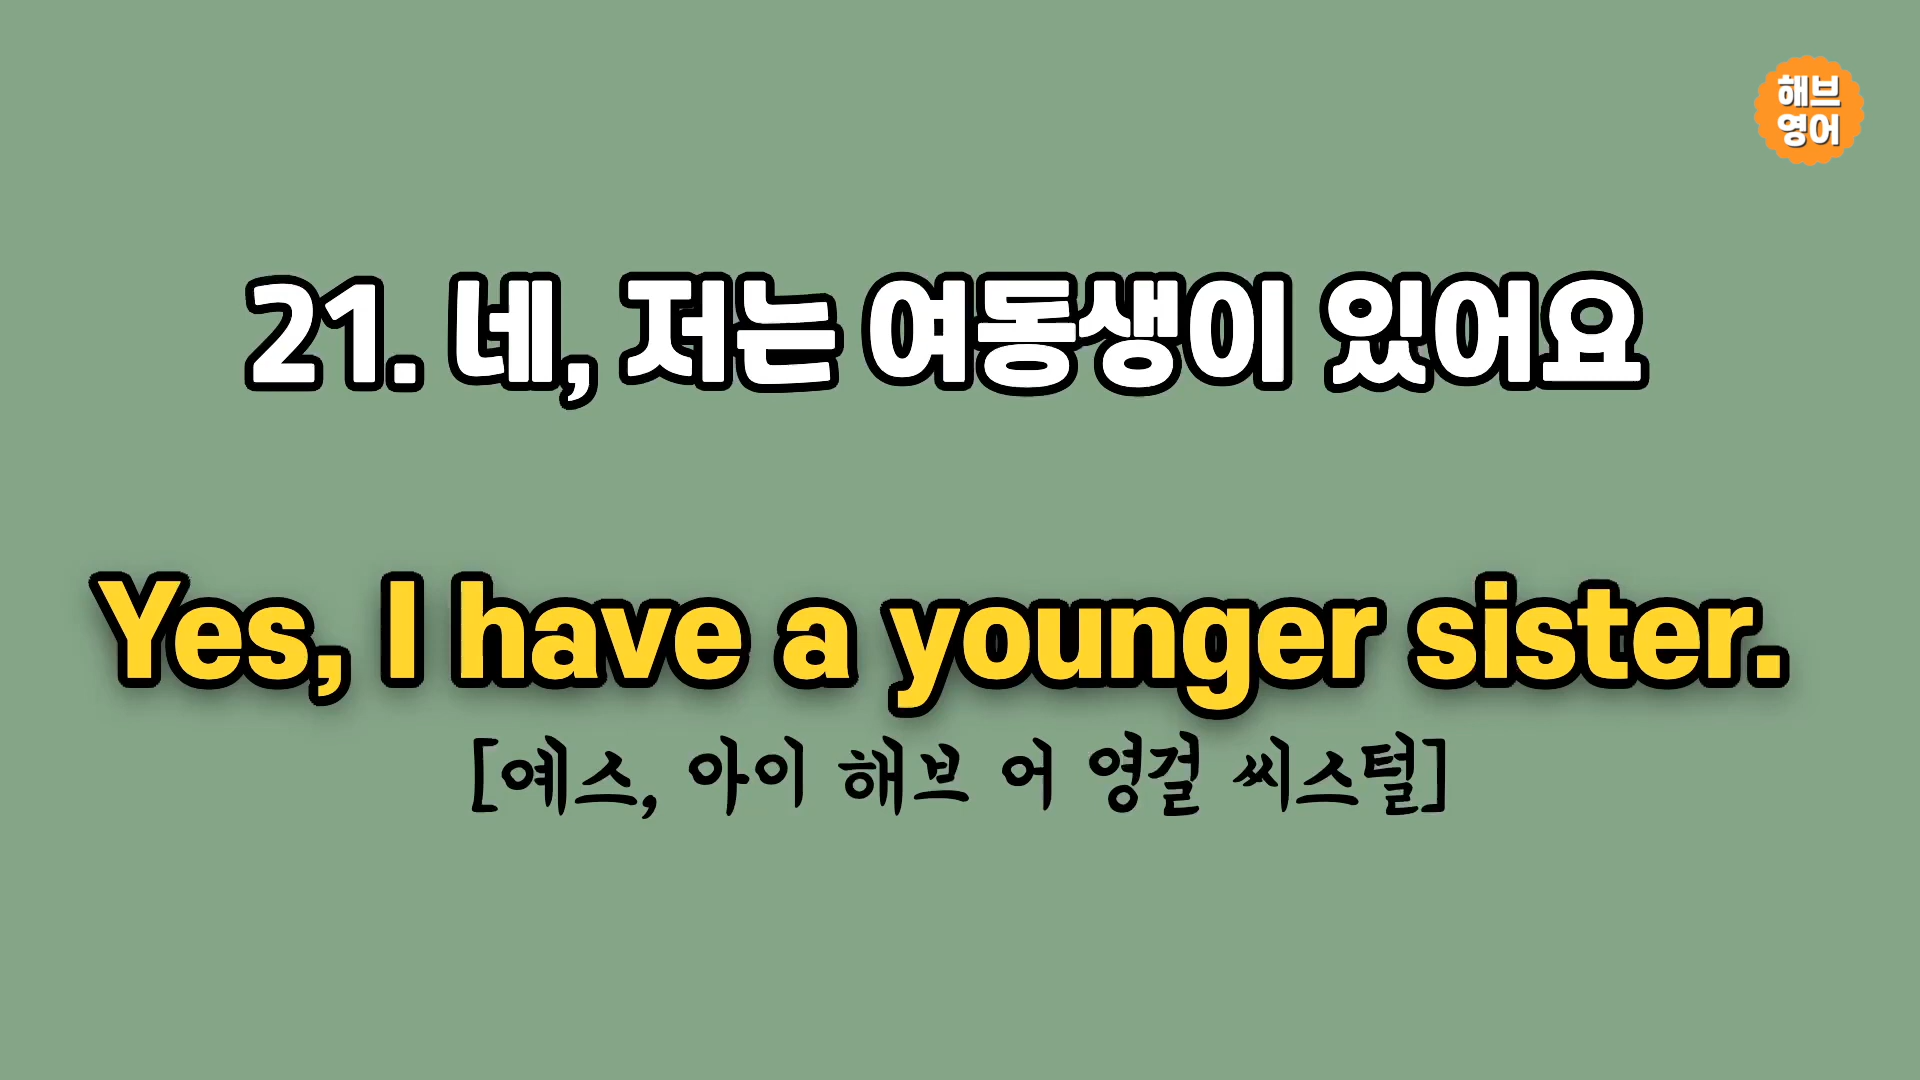 해브
영어
21. 네, 저는 여동생이 있어요
Yes, I have a younger sister.
[예스, 아이 해브 어 영걸 씨스털]